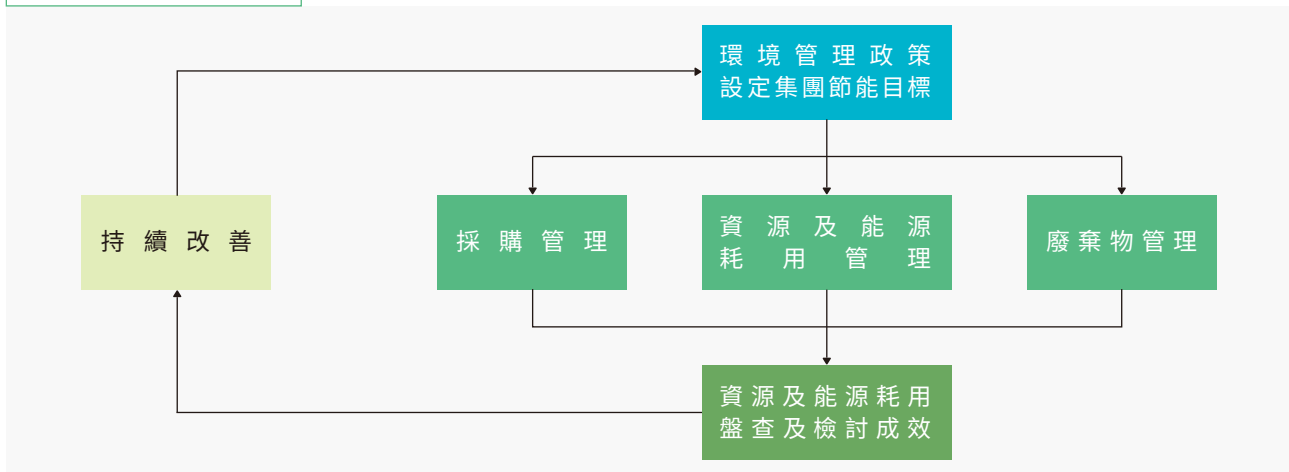 環境管理政策
設定集團節能目標
持續改善
採購管理
資源及能源
耗用管理
廢棄物管理
資源及能源耗用
盤查及檢討成效